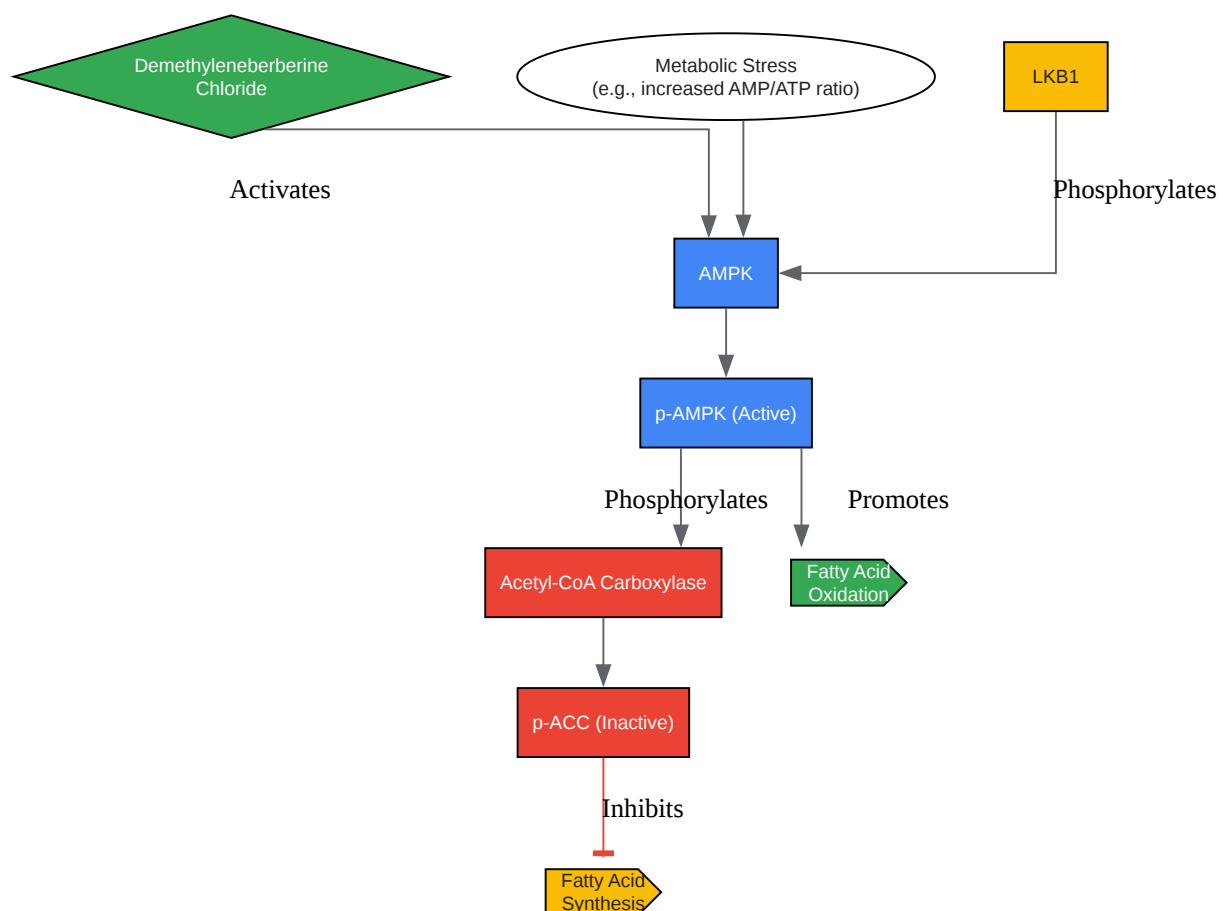 Demethyleneberberine
Chloride
Metabolic Stress
(e.g., increased AMP/ATP ratio)
LKB1
Activates
Phosphorylates
AMPK
p-AMPK (Active)
Phosphorylates
Promotes
Acetyl-CoA Carboxylase
Fatty Acid
Oxidation
p-ACC (Inactive)
Inhibits
Fatty Acid
Synthesis